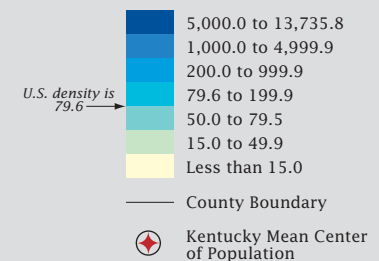 5,000.0 to 13,735.8
1,000.0 to 4,999.9
200.0 to 999.9
U.S. density is
79.6
79.6 to 199.9
50.0 to 79.5
15.0 to 49.9
Less than 15.0
County Boundary
Kentucky Mean Center
of Population